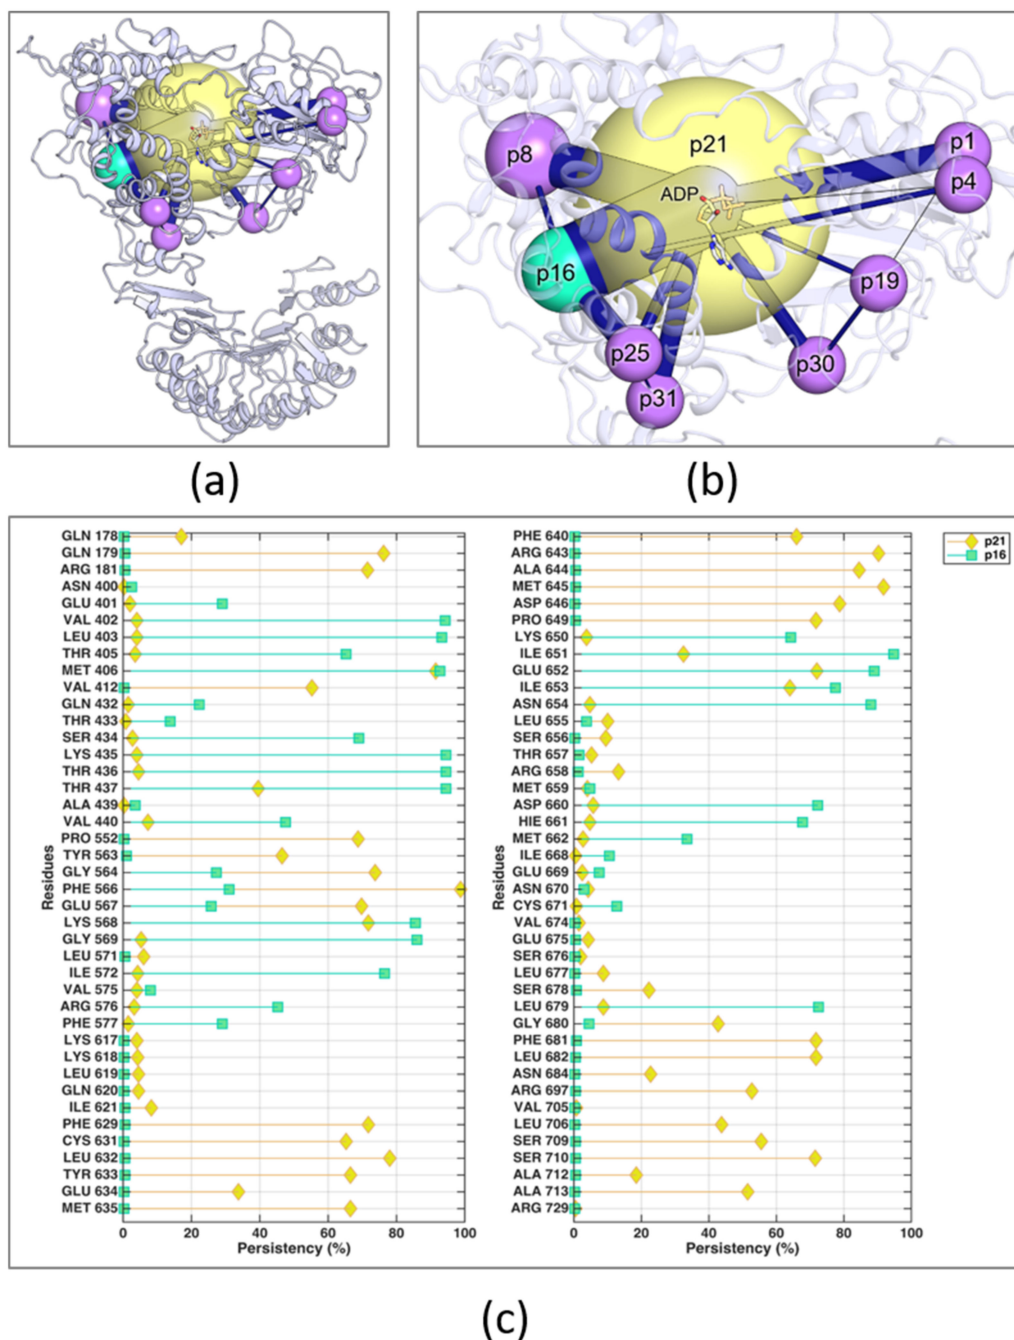 p8
p21
p1
p4
ADP
p16
p19
p25
p30
p31
(a)
(b)
GLN 178
GLN 179
ARG 181
ASN 400
GLU 401
VAL 402
LEU 403
THR 405
MET 406
VAL 412
GLN 432
THR 433
SER 434
LYS 435
THR 436
THR 437
ALA 439
VAL 440
PRO 552
TYR 563
GLY 564
PHE 566
GLU 567
LYS 568
GLY 569
LEU 571
ILE 572
VAL 575
ARG 576
PHE 577
LYS 617
LYS 618
LEU 619
GLN 620
ILE 621
PHE 629
CYS 631
LEU 632
TYR 633
GLU 634
MET 635
Residues
0 20 40 60 80 100
Persistency (%)
PHE 640
ARG 643
ALA 644
MET 645
ASP 646
PRO 649
LYS 650
ILE 651
GLU 652
ILE 653
ASN 654
LEU 655
SER 656
THR 657
ARG 658
MET 659
ASP 660
HIE 661
MET 662
ILE 668
GLU 669
ASN 670
CYS 671
VAL 674
GLU 675
SER 676
LEU 677
SER 678
LEU 679
GLY 680
PHE 681
LEU 682
ASN 684
ARG 697
VAL 705
LEU 706
SER 709
SER 710
ALA 712
ALA 713
ARG 729
Residues
0 20 40 60 80 100
Persistency (%)
p21
p16
(c)